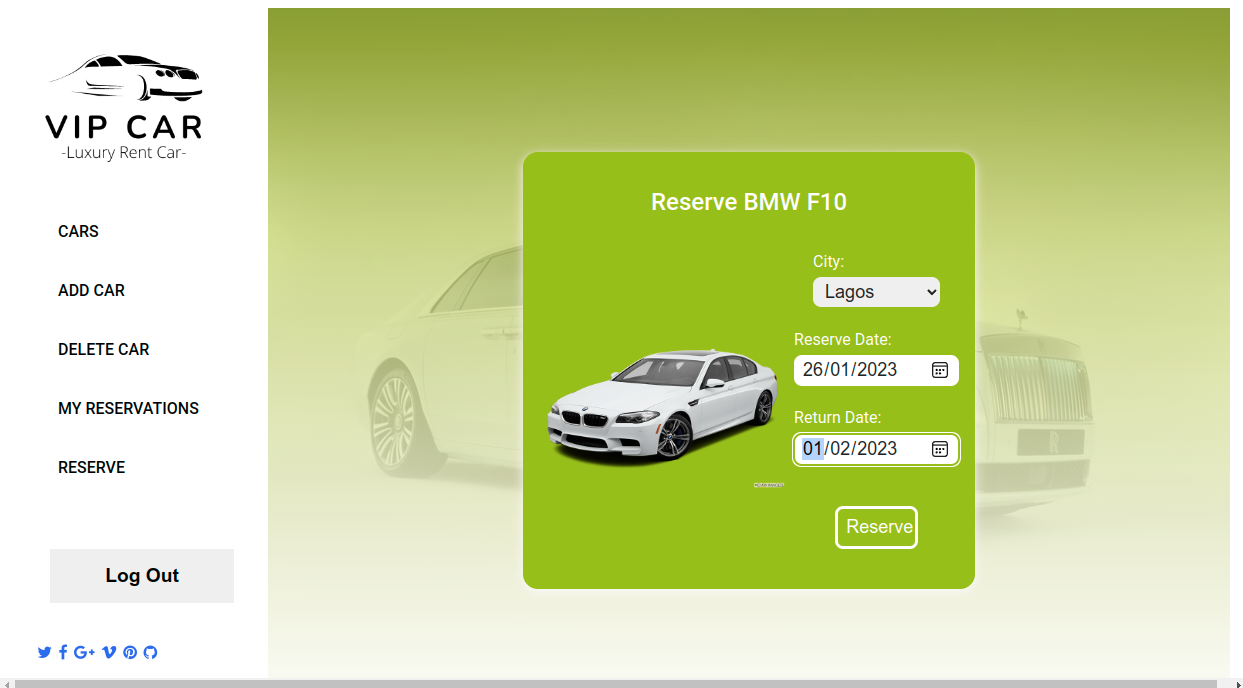 VIP CAR
-Luxury Rent Car-
CARS
ADD CAR
DELETE CAR
MY RESERVATIONS
RESERVE
Log Out
Reserve BMW F10
City:
Lagos
Reserve Date:
26/01/2023
Return Date:
01/02/2023
Reserve